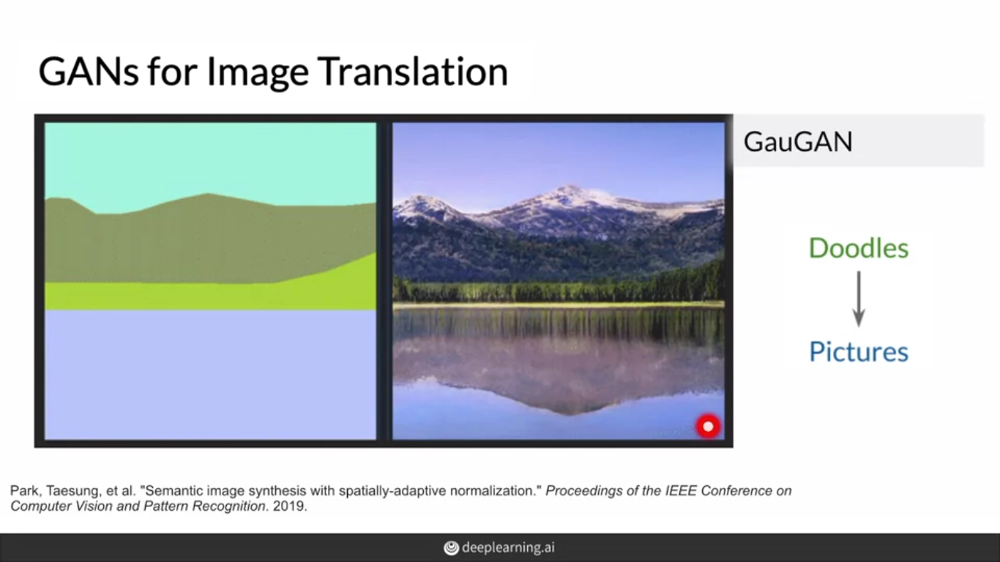 GANs for Image Translation
GauGAN
Doodles
Pictures
Park, Taesung, et al. "Semantic image synthesis with spatially-adaptive normalization." Proceedings of the IEEE Conference on
Computer Vision and Pattern Recognition. 2019.
deeplearning.ai